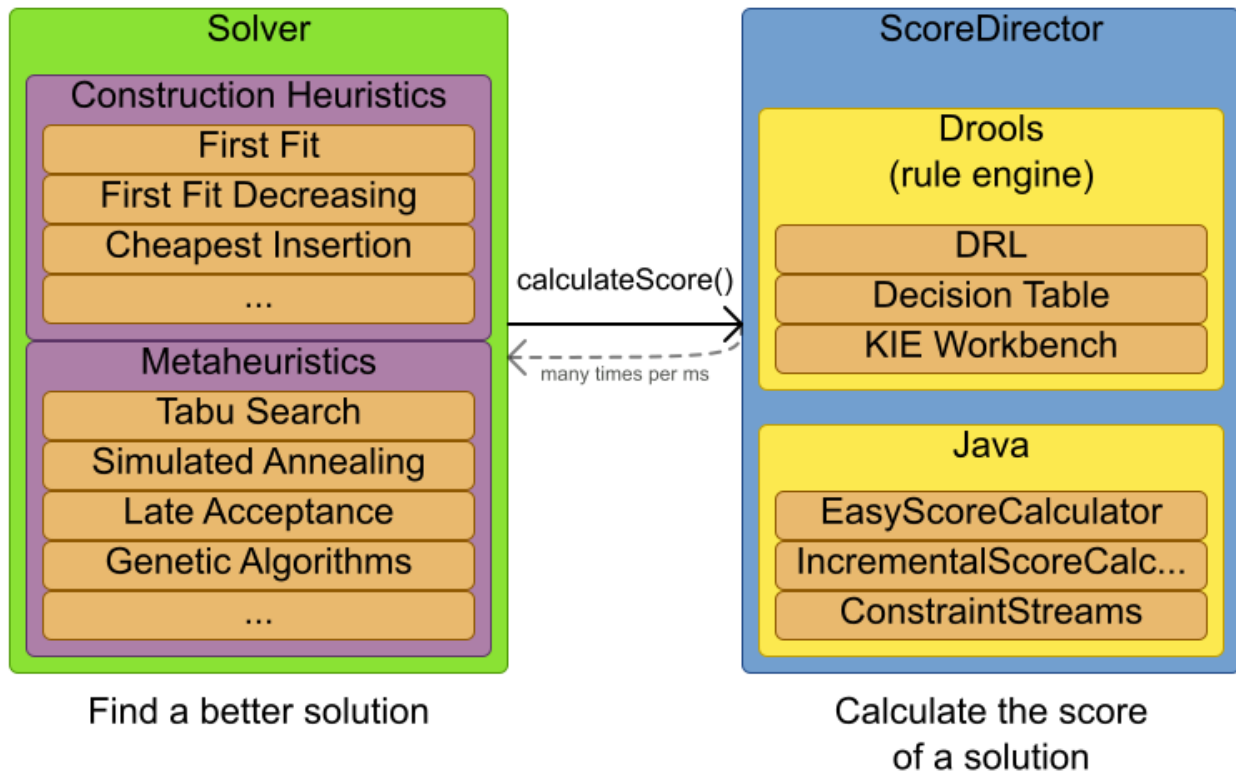 Solver
Construction Heuristics
First Fit
First Fit Decreasing
Cheapest Insertion
...
Metaheuristics
Tabu Search
Simulated Annealing
Late Acceptance
Genetic Algorithms
...
Find a better solution
calculateScore()
many times per ms
ScoreDirector
Drools
(rule engine)
DRL
Decision Table
KIE Workbench
Java
EasyScoreCalculator
IncrementalScoreCalc...
ConstraintStreams
Calculate the score
of a solution